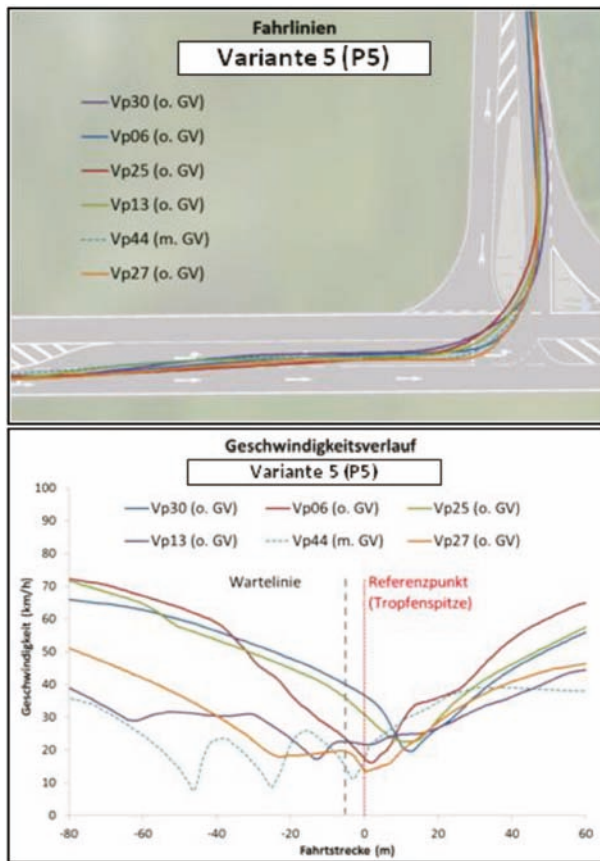 Fahrlinien
Variante 5 (P5)
Vp30 (o. GV)
Vp06 (o. GV)
Vp25 (o. GV)
Vp13 (o. GV)
Vp44 (m. GV)
Vp27 (o. GV)
Geschwindigkeitsverlauf
Variante 5 (P5)
Vp30 (o. GV) Vp06 (o. GV) Vp25 (o. GV)
Vp13 (o. GV) Vp44 (m. GV) Vp27 (o. GV)
Wartelinie
Referenzpunkt
(Tropfenspitze)
Geschwindigkeit (km/h)
100
90
80
70
60
50
40
30
20
10
0
-80 -60 -40 -20 0 20 40 60
Fahrtstrecke (m)